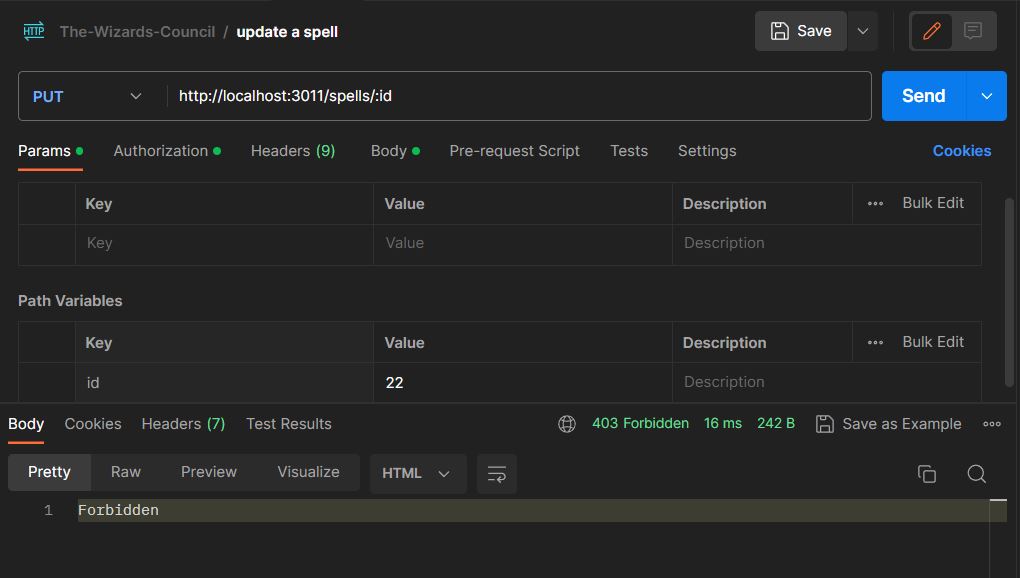 HTTP The-Wizards-Council / update a spell Save
PUT http://localhost:3011/spells/:id Send
Params Authorization Headers (9) Body Pre-request Script Tests Settings Cookies
Key Value Description Bulk Edit
Key Value Description
Path Variables
Key Value Description Bulk Edit
id 22 Description
Body Cookies Headers (7) Test Results 403 Forbidden 16 ms 242 B Save as Example
Pretty Raw Preview Visualize HTML
1 Forbidden